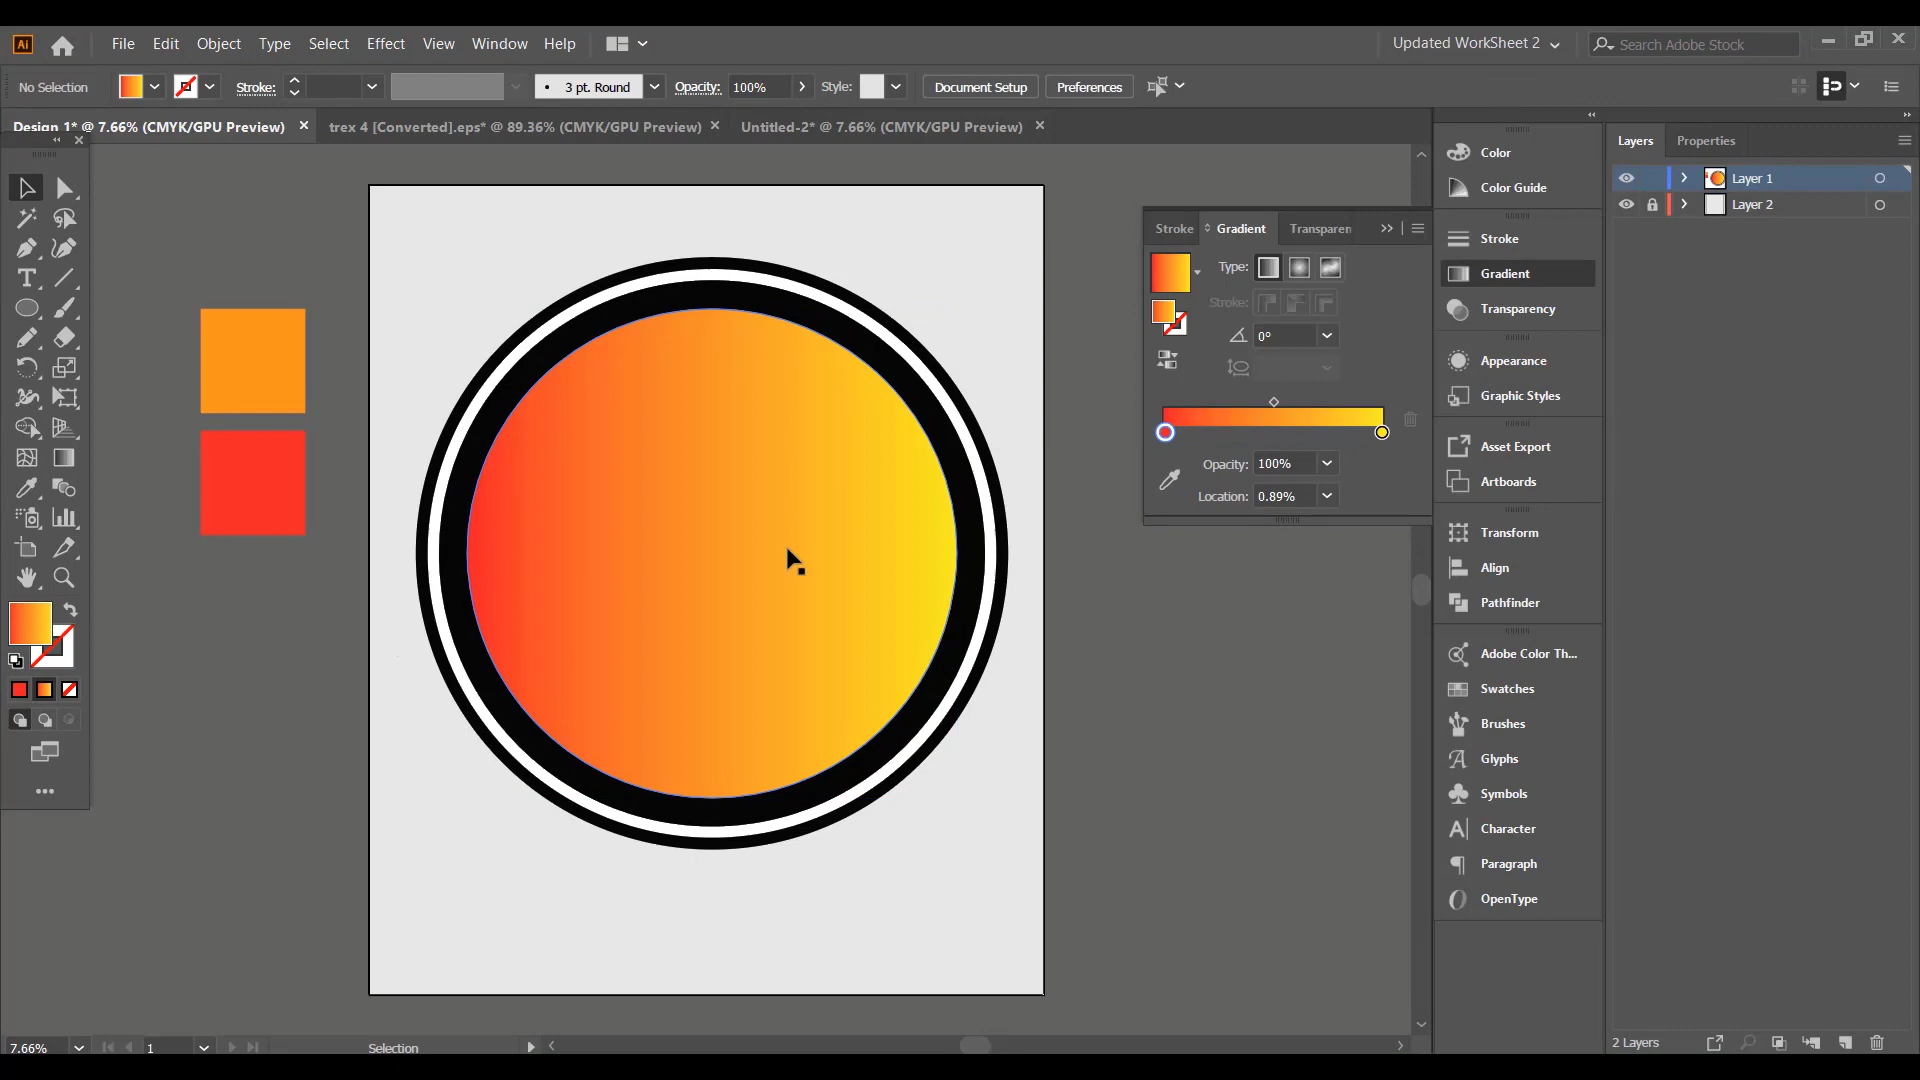 Ai File Edit Object Type Select Effect View Window Help Updated WorkSheet 2 Search Adobe Stock
No Selection Stroke: 3 pt. Round Opacity: 100% Style: Document Setup Preferences
Design 1* @ 7.66% (CMYK/GPU Preview) trex 4 [Converted].eps* @ 89.36% (CMYK/GPU Preview) Untitled-2* @ 7.66% (CMYK/GPU Preview)
Stroke Gradient Transparen
Type:
Stroke:
0°
Opacity: 100%
Location: 0.89%
Color
Color Guide
Stroke
Gradient
Transparency
Appearance
Graphic Styles
Asset Export
Artboards
Transform
Align
Pathfinder
Adobe Color Th...
Swatches
Brushes
Glyphs
Symbols
Character
Paragraph
OpenType
Layers Properties
Layer 1
Layer 2
2 Layers
7.66% 1 Selection